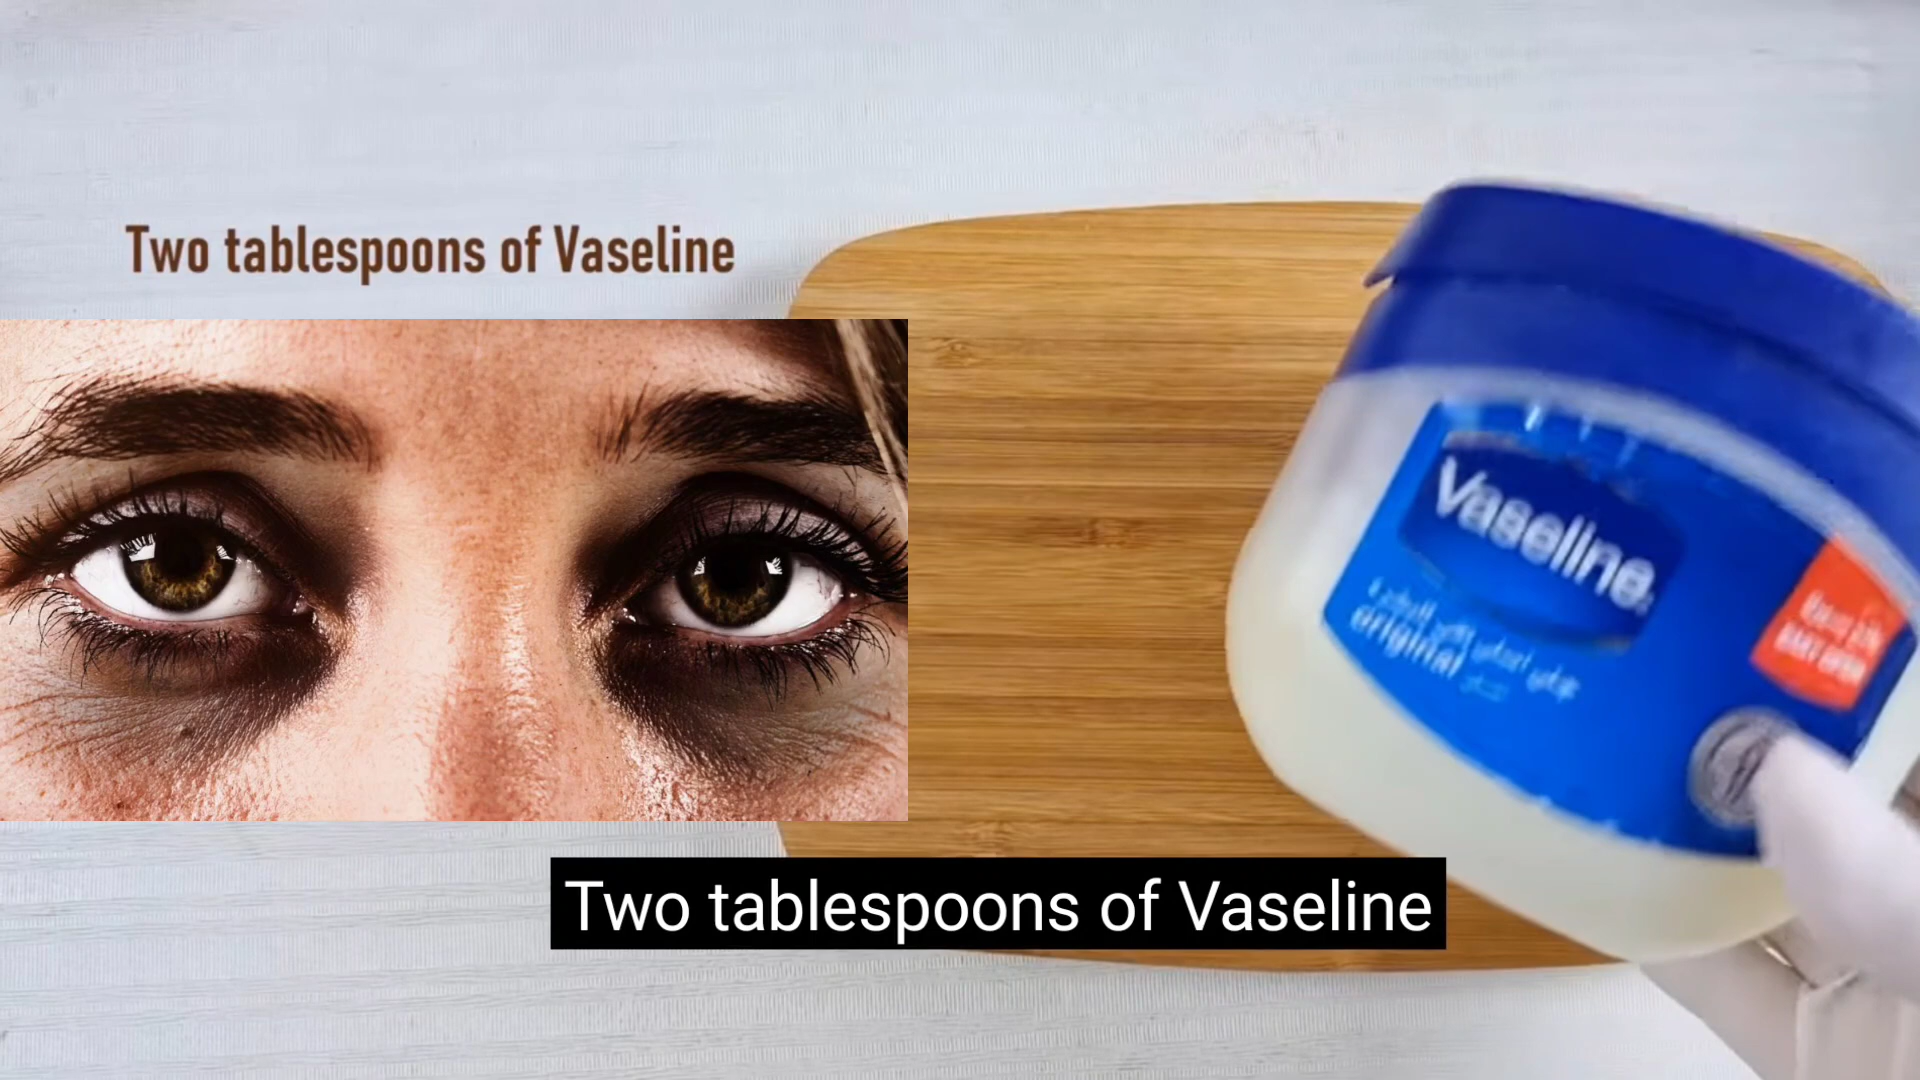 Two tablespoons of Vaseline
Vaseline
original
Two tablespoons of Vaseline